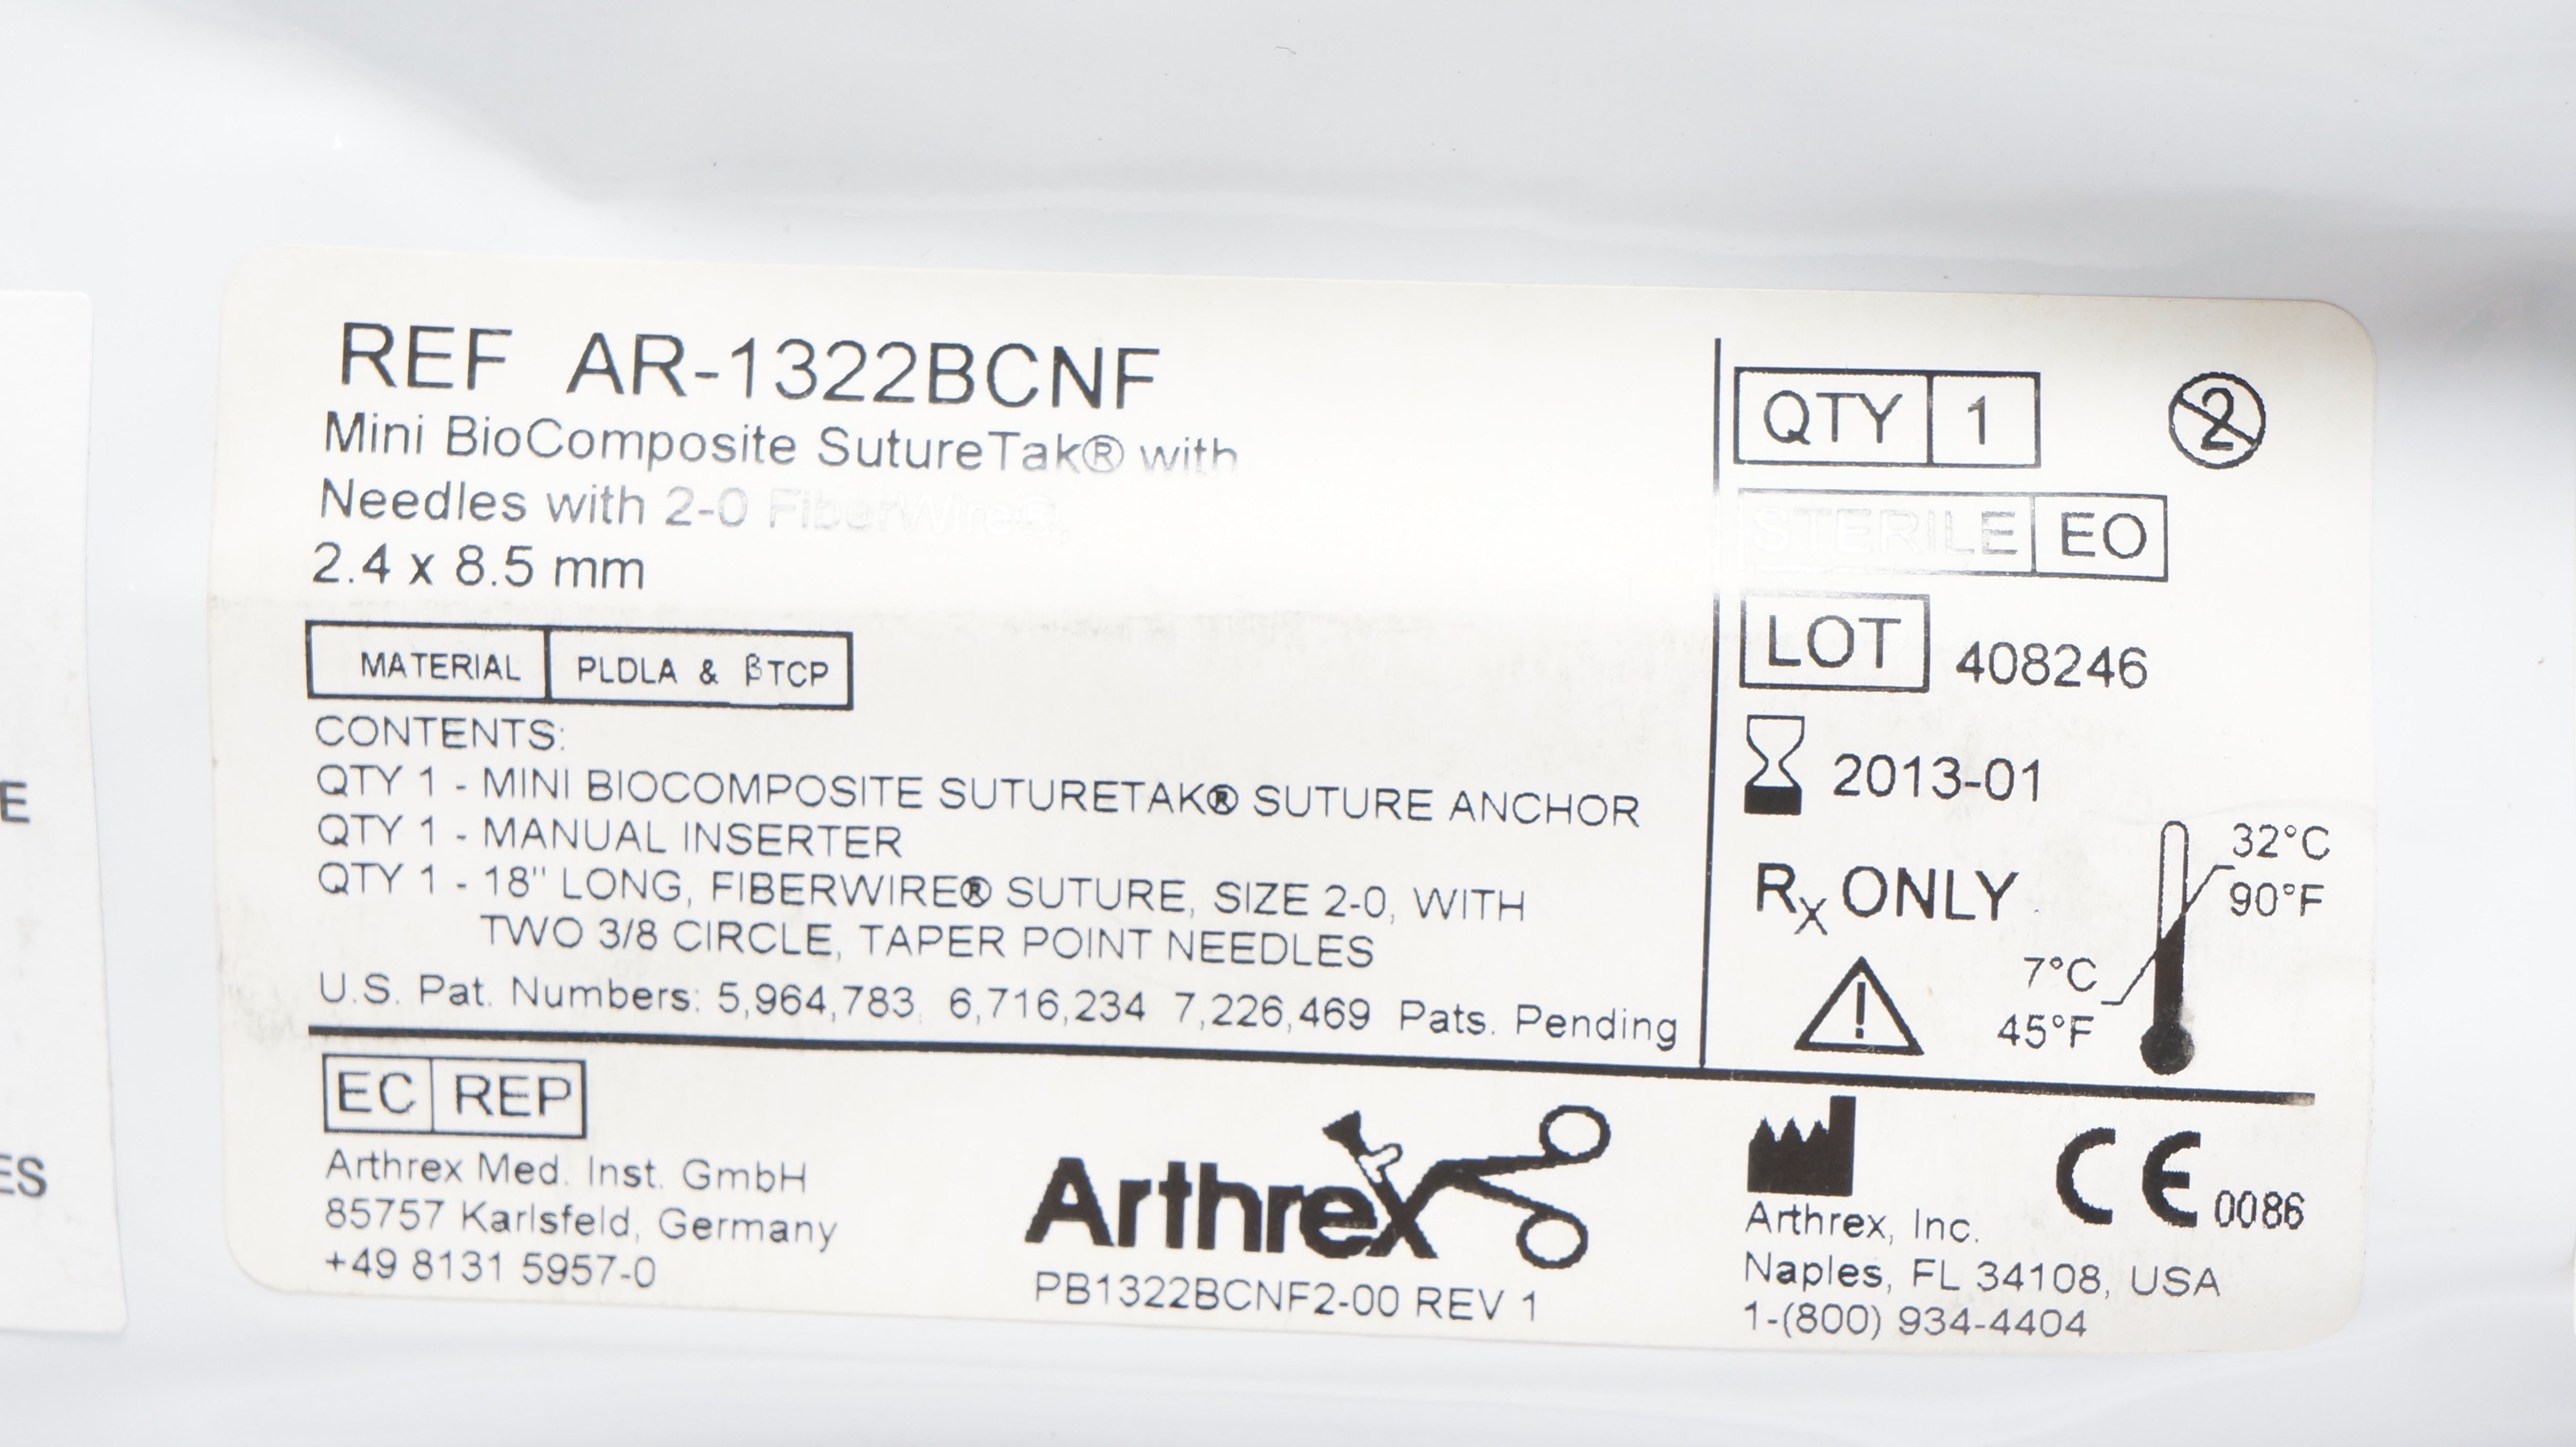 REF AR-1322BCNF
Mini BioComposite SutureTak® with
Needles with 2-0 FiberWire®,
2.4 x 8.5 mm
MATERIAL PLDLA & βTCP
CONTENTS:
QTY 1 - MINI BIOCOMPOSITE SUTURETAK® SUTURE ANCHOR
QTY 1 - MANUAL INSERTER
QTY 1 - 18" LONG, FIBERWIRE® SUTURE, SIZE 2-0, WITH
TWO 3/8 CIRCLE, TAPER POINT NEEDLES
U.S. Pat. Numbers: 5,964,783, 6,716,234 7,226,469 Pats. Pending
QTY 1
2
STERILE EO
LOT 408246
2013-01
Rx ONLY
32°C
90°F
7°C
45°F
!
EC REP
Arthrex Med. Inst. GmbH
85757 Karlsfeld, Germany
+49 8131 5957-0
Arthrex
PB1322BCNF2-00 REV 1
CE 0086
Arthrex, Inc.
Naples, FL 34108, USA
1-(800) 934-4404
E
ES